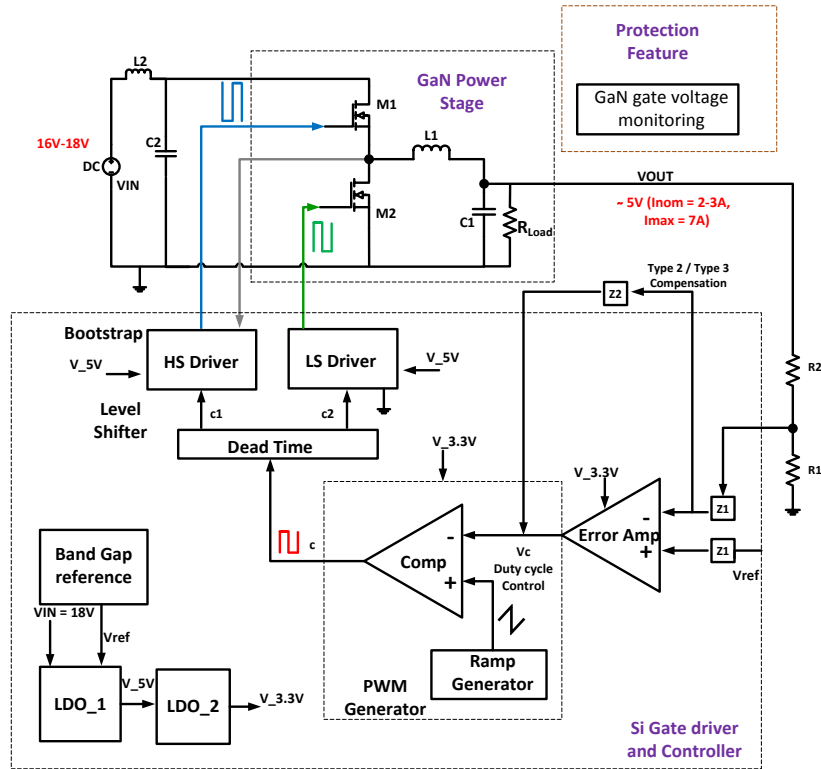 Protection
Feature
GaN gate voltage
monitoring
L2
GaN Power
Stage
M1
L1
16V-18V
C2
DC
VIN
M2
VOUT
C1
RLoad
~ 5V (Inom = 2-3A,
Imax = 7A)
Type 2 / Type 3
Compensation
Z2
Bootstrap
V_5V
HS Driver
LS Driver
V_5V
R2
Level
Shifter
c1
c2
Dead Time
V_3.3V
R1
V_3.3V
Z1
c
-
Comp
+
Vc
Duty cycle
Control
Error Amp
-
+
Z1
Vref
Band Gap
reference
VIN = 18V
Vref
Ramp
Generator
PWM
Generator
LDO_1
V_5V
LDO_2
V_3.3V
Si Gate driver
and Controller